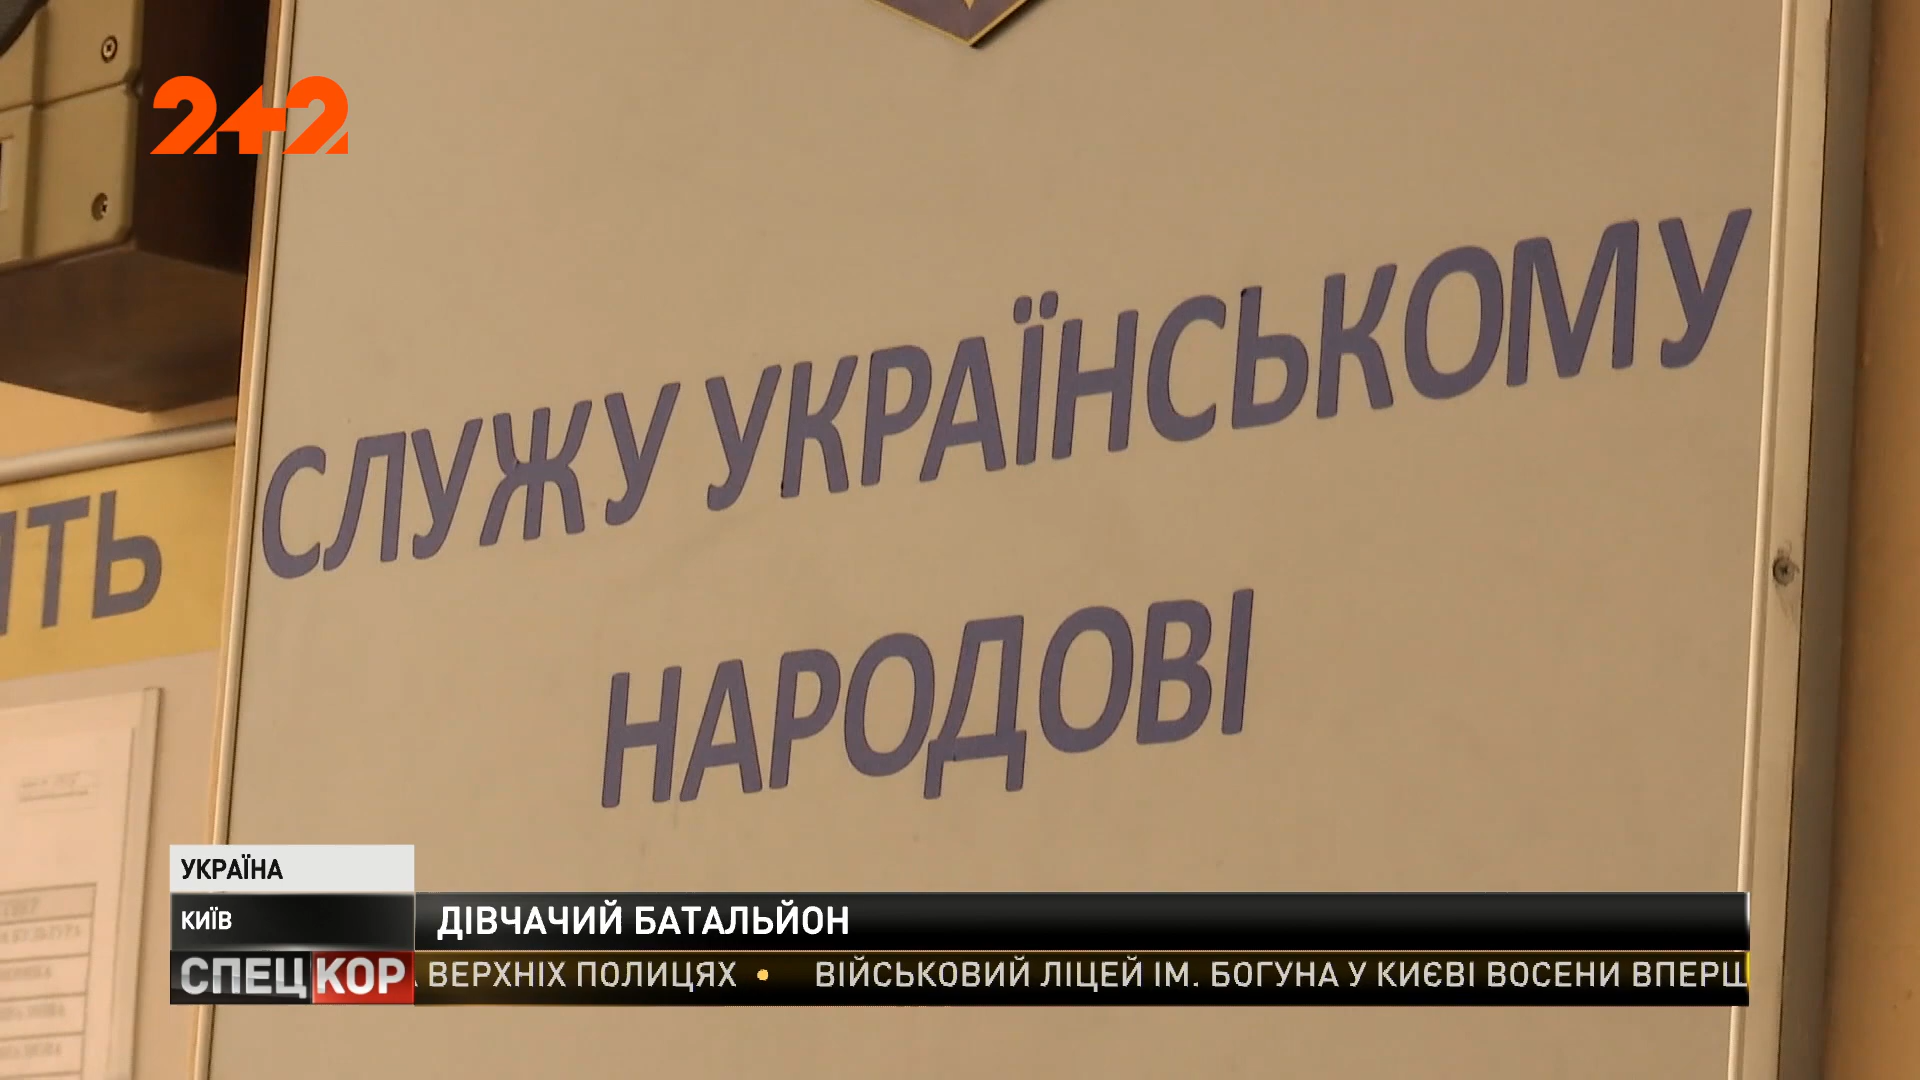 2+2
СЛУЖУ УКРАЇНСЬКОМУ
НАРОДОВІ
УКРАЇНА
КИЇВ
ДІВЧАЧИЙ БАТАЛЬЙОН
СПЕЦКОР
ВЕРХНІХ ПОЛИЦЯХ • ВІЙСЬКОВИЙ ЛІЦЕЙ ІМ. БОГУНА У КИЄВІ ВОСЕНИ ВПЕРШ